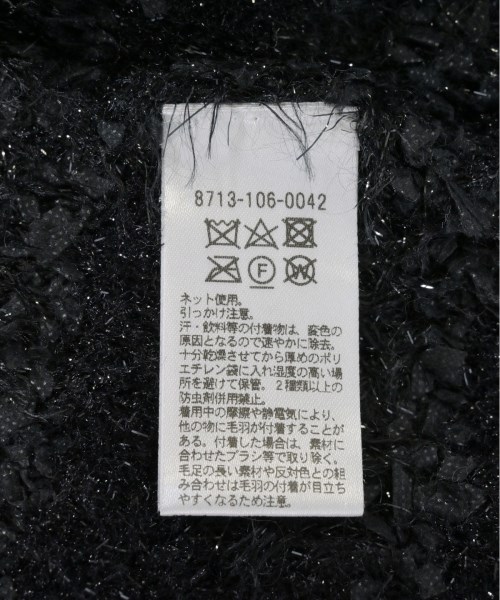 8713-106-0042
F W
ネット使用。
引っかけ注意。
汗・飲料等の付着物は、変色の
原因となるので速やかに除去。
十分乾燥させてから厚めのポリ
エチレン袋に入れ湿度の高い場
所を避けて保管。2種類以上の
防虫剤併用禁止。
着用中の摩擦や静電気により、
他の物に毛羽が付着することが
ある。付着した場合は、素材に
合わせたブラシ等で取り除く。
毛足の長い素材や反対色との組
み合わせは毛羽の付着が目立ち
やすくなるため注意。